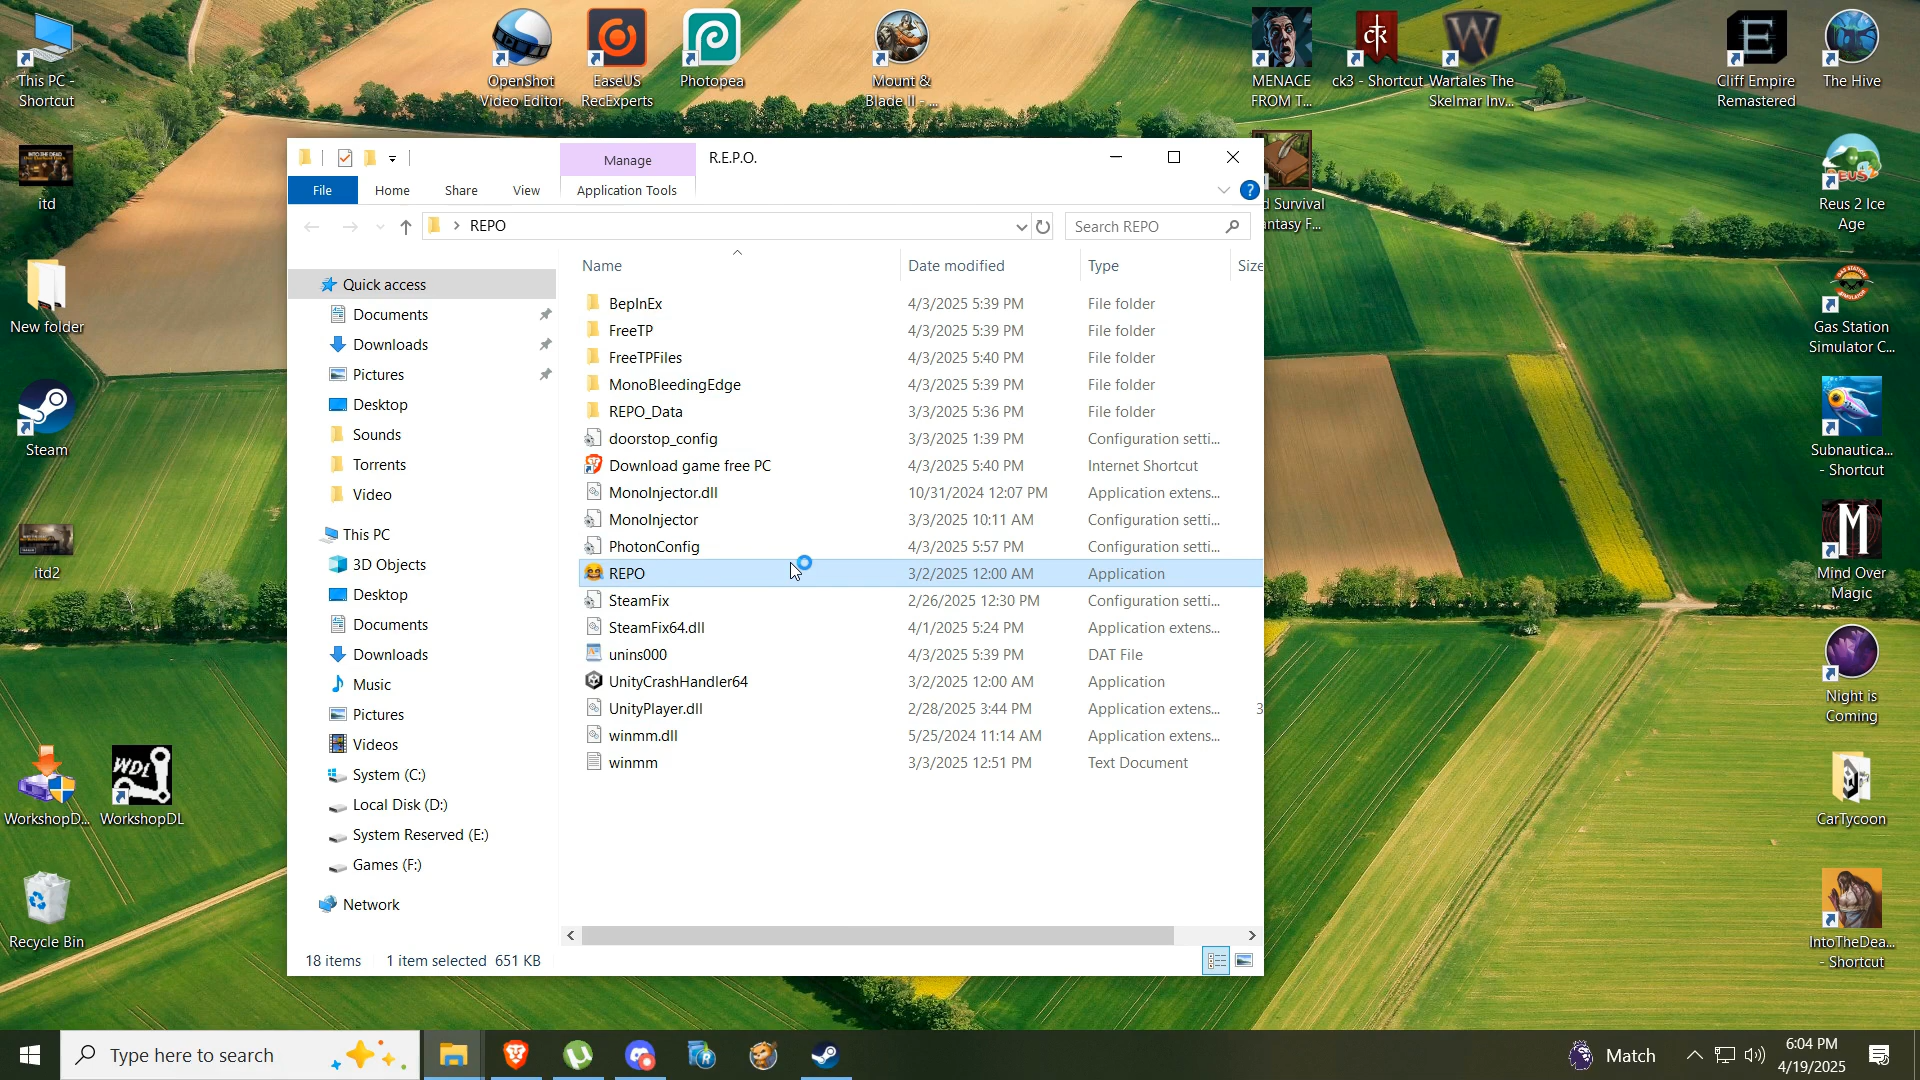 This PC -
Shortcut
itd
New folder
Steam
itd2
WorkshopD...
WorkshopDL
WDL
Recycle Bin
OpenShot
Video Editor
EaseUS
RecExperts
Photopea
Mount &
Blade II - ...
MENACE
FROM T...
ck3 - Shortcut
Wartales The
Skelmar Inv...
Cliff Empire
Remastered
The Hive
d Survival
antasy F...
Reus 2 Ice
Age
Gas Station
Simulator C...
Subnautica...
- Shortcut
Mind Over
Magic
Night is
Coming
CarTycoon
IntoTheDea...
- Shortcut
Manage
R.E.P.O.
File
Home
Share
View
Application Tools
REPO
Search REPO
Quick access
Documents
Downloads
Pictures
Desktop
Sounds
Torrents
Video
This PC
3D Objects
Desktop
Documents
Downloads
Music
Pictures
Videos
System (C:)
Local Disk (D:)
System Reserved (E:)
Games (F:)
Network
Name Date modified Type Size
BepInEx 4/3/2025 5:39 PM File folder
FreeTP 4/3/2025 5:39 PM File folder
FreeTPFiles 4/3/2025 5:40 PM File folder
MonoBleedingEdge 4/3/2025 5:39 PM File folder
REPO_Data 3/3/2025 5:36 PM File folder
doorstop_config 3/3/2025 1:39 PM Configuration setti...
Download game free PC 4/3/2025 5:40 PM Internet Shortcut
MonoInjector.dll 10/31/2024 12:07 PM Application extens...
MonoInjector 3/3/2025 10:11 AM Configuration setti...
PhotonConfig 4/3/2025 5:57 PM Configuration setti...
REPO 3/2/2025 12:00 AM Application
SteamFix 2/26/2025 12:30 PM Configuration setti...
SteamFix64.dll 4/1/2025 5:24 PM Application extens...
unins000 4/3/2025 5:39 PM DAT File
UnityCrashHandler64 3/2/2025 12:00 AM Application
UnityPlayer.dll 2/28/2025 3:44 PM Application extens... 3
winmm.dll 5/25/2024 11:14 AM Application extens...
winmm 3/3/2025 12:51 PM Text Document
18 items 1 item selected 651 KB
Type here to search
Match
6:04 PM
4/19/2025